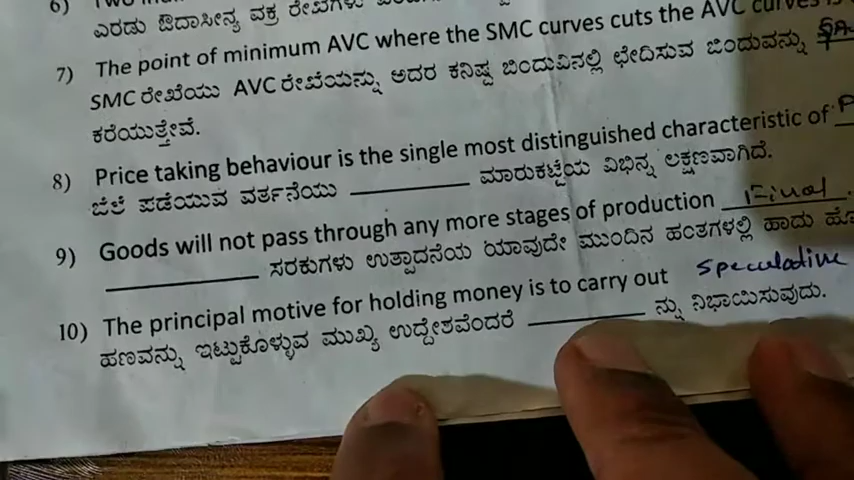 6) Two indi
ಎರಡು ಔದಾಸೀನ್ಯ ವಕ್ರ ರೇಖೆಗಳು
7) The point of minimum AVC where the SMC curves cuts the AVC curves is
SMC ರೇಖೆಯು AVC ರೇಖೆಯನ್ನು ಅದರ ಕನಿಷ್ಠ ಬಿಂದುವಿನಲ್ಲಿ ಛೇದಿಸುವ ಬಿಂದುವನ್ನು
ಕರೆಯುತ್ತೇವೆ.
8) Price taking behaviour is the single most distinguished characteristic of P
ಬೆಲೆ ಪಡೆಯುವ ವರ್ತನೆಯು __________ ಮಾರುಕಟ್ಟೆಯ ವಿಭಿನ್ನ ಲಕ್ಷಣವಾಗಿದೆ.
9) Goods will not pass through any more stages of production Final.
__________ ಸರಕುಗಳು ಉತ್ಪಾದನೆಯ ಯಾವುದೇ ಮುಂದಿನ ಹಂತಗಳಲ್ಲಿ ಹಾದು ಹೋ
10) The principal motive for holding money is to carry out speculative
ಹಣವನ್ನು ಇಟ್ಟುಕೊಳ್ಳುವ ಮುಖ್ಯ ಉದ್ದೇಶವೆಂದರೆ __________ ನ್ನು ನಿಭಾಯಿಸುವುದು.